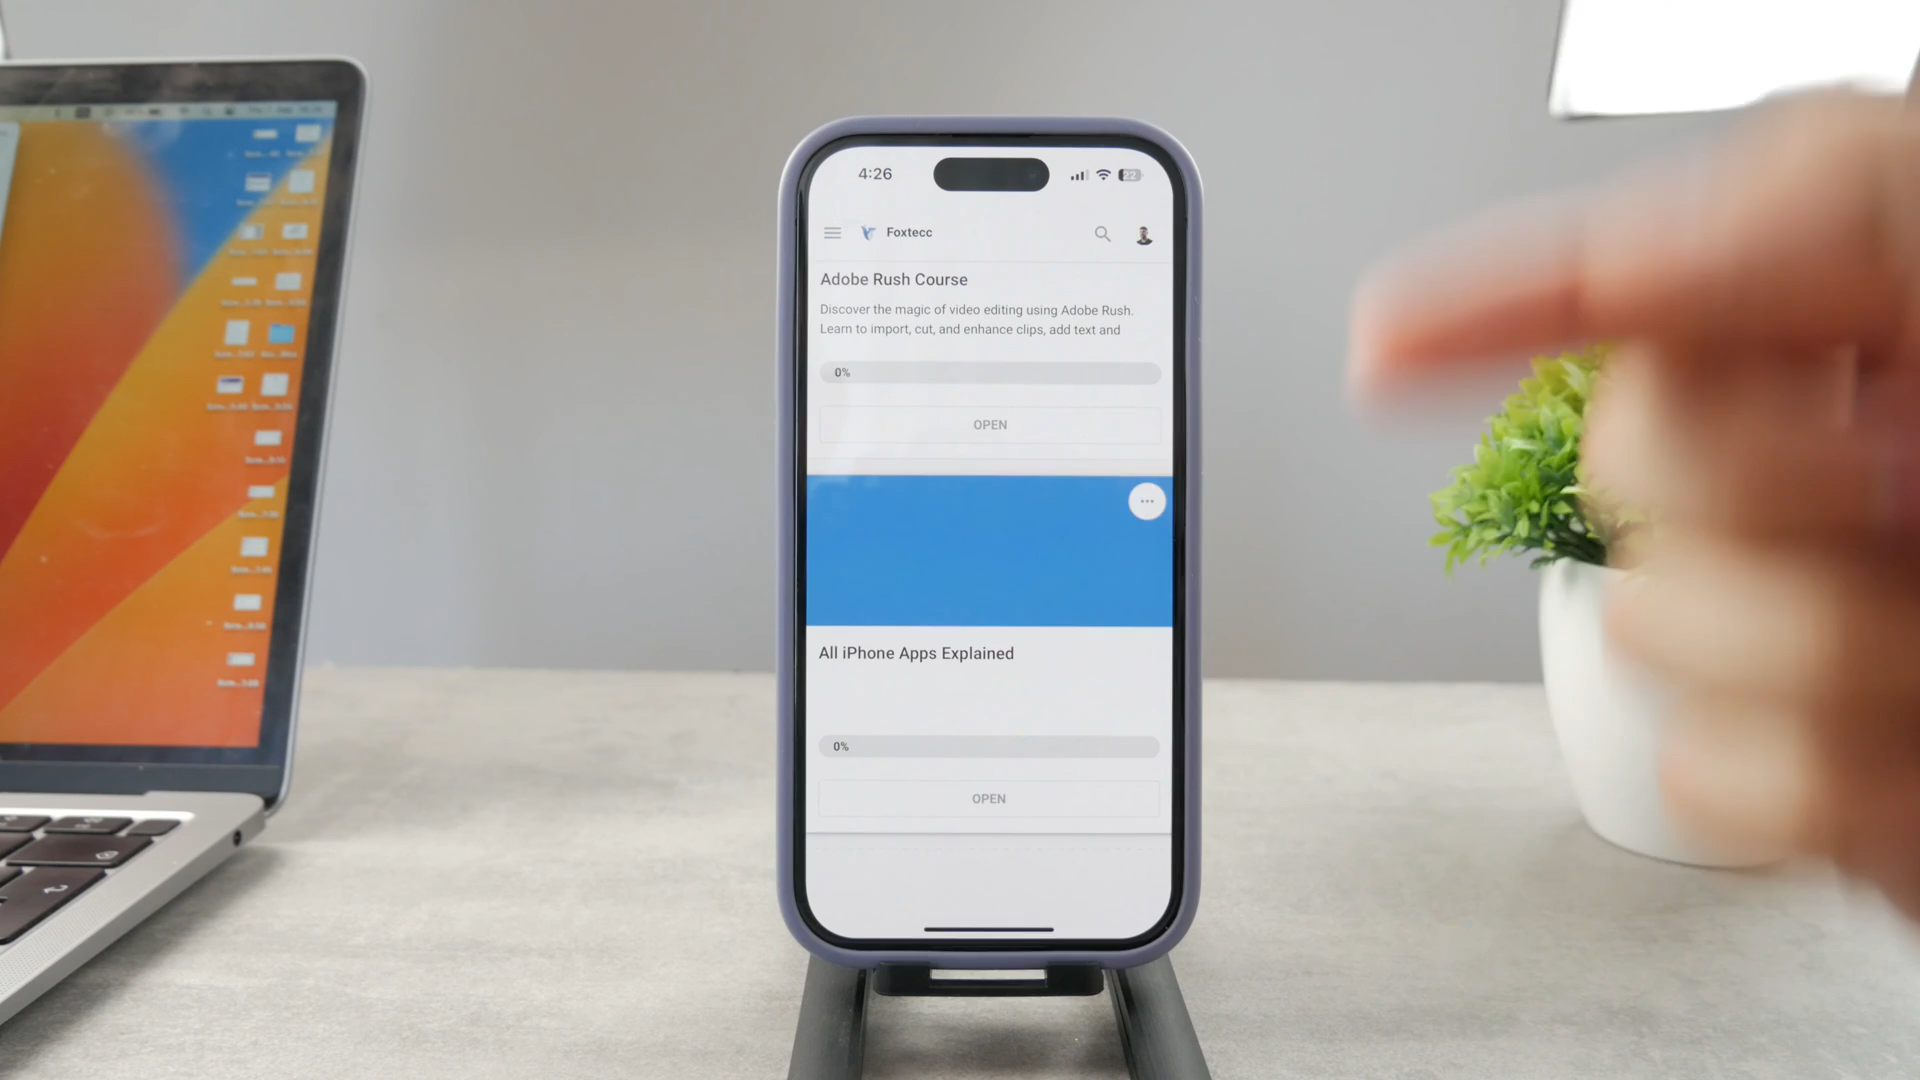 4:26
22
Foxtecc
Adobe Rush Course
Discover the magic of video editing using Adobe Rush.
Learn to import, cut, and enhance clips, add text and
0%
OPEN
All iPhone Apps Explained
0%
OPEN